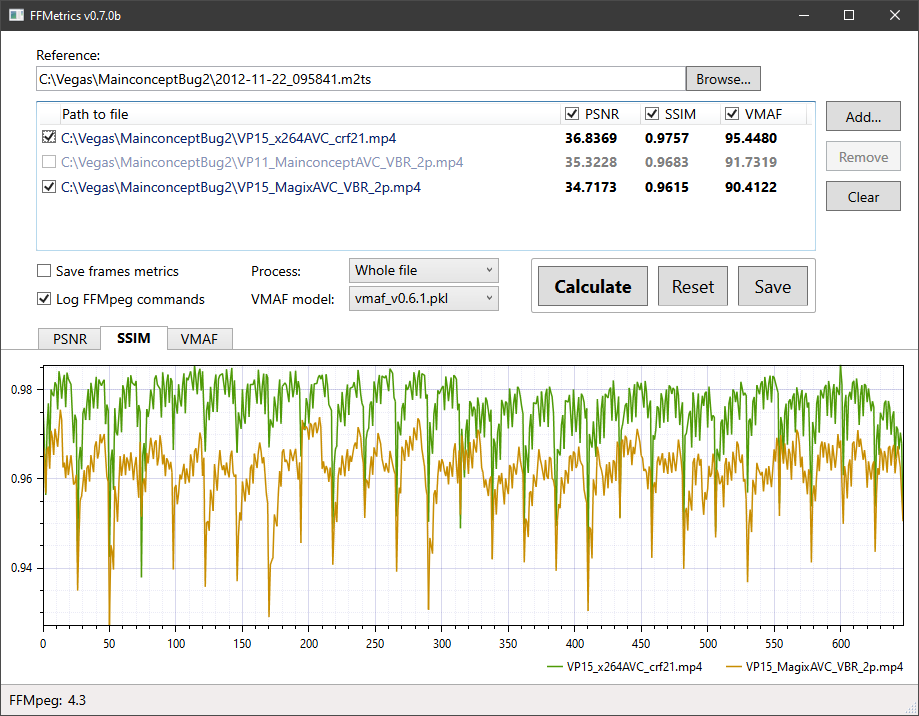 FFMetrics v0.7.0b
Reference:
C:\Vegas\MainconceptBug2\2012-11-22_095841.m2ts
Browse...
Path to file PSNR SSIM VMAF
C:\Vegas\MainconceptBug2\VP15_x264AVC_crf21.mp4 36.8369 0.9757 95.4480
C:\Vegas\MainconceptBug2\VP11_MainconceptAVC_VBR_2p.mp4 35.3228 0.9683 91.7319
C:\Vegas\MainconceptBug2\VP15_MagixAVC_VBR_2p.mp4 34.7173 0.9615 90.4122
Add...
Remove
Clear
Save frames metrics
Log FFMpeg commands
Process: Whole file
VMAF model: vmaf_v0.6.1.pkl
Calculate Reset Save
PSNR SSIM VMAF
0.98
0.96
0.94
0 50 100 150 200 250 300 350 400 450 500 550 600
VP15_x264AVC_crf21.mp4 VP15_MagixAVC_VBR_2p.mp4
FFMpeg: 4.3